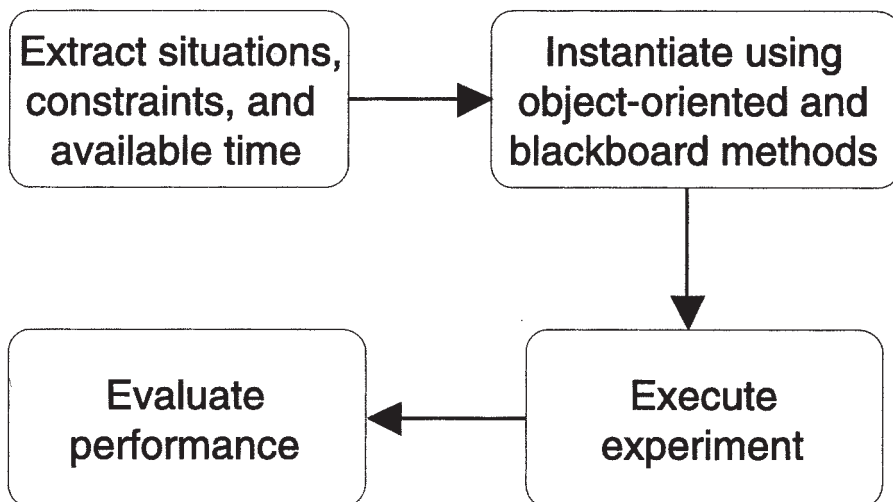 Extract situations,
constraints, and
available time
Instantiate using
object-oriented and
blackboard methods
Execute
experiment
Evaluate
performance